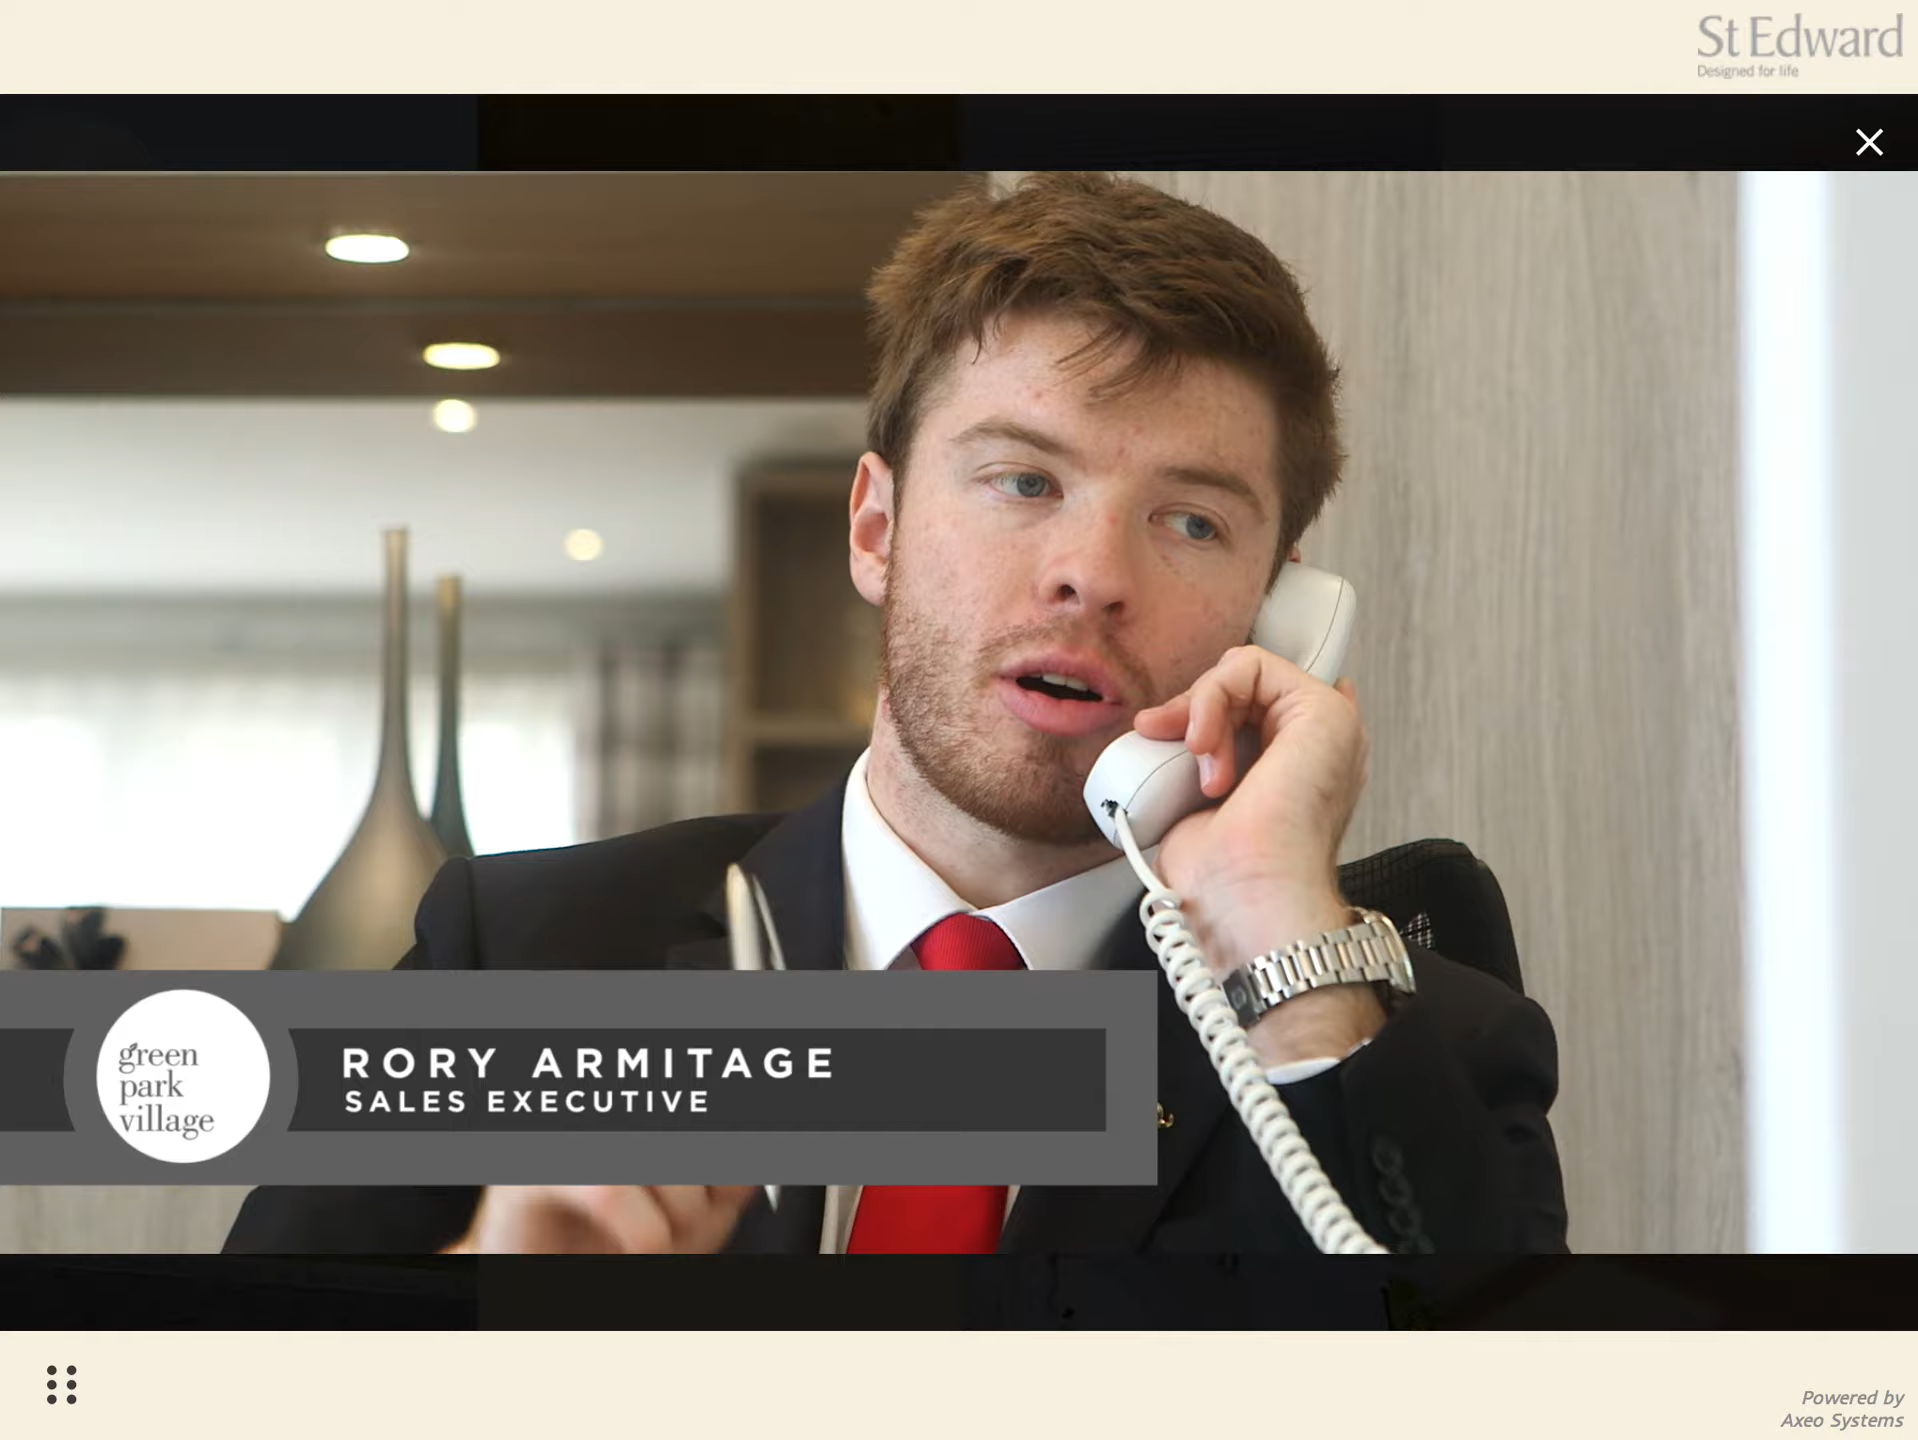 St Edward
Designed for life
green
park
village
RORY ARMITAGE
SALES EXECUTIVE
Powered by
Axeo Systems